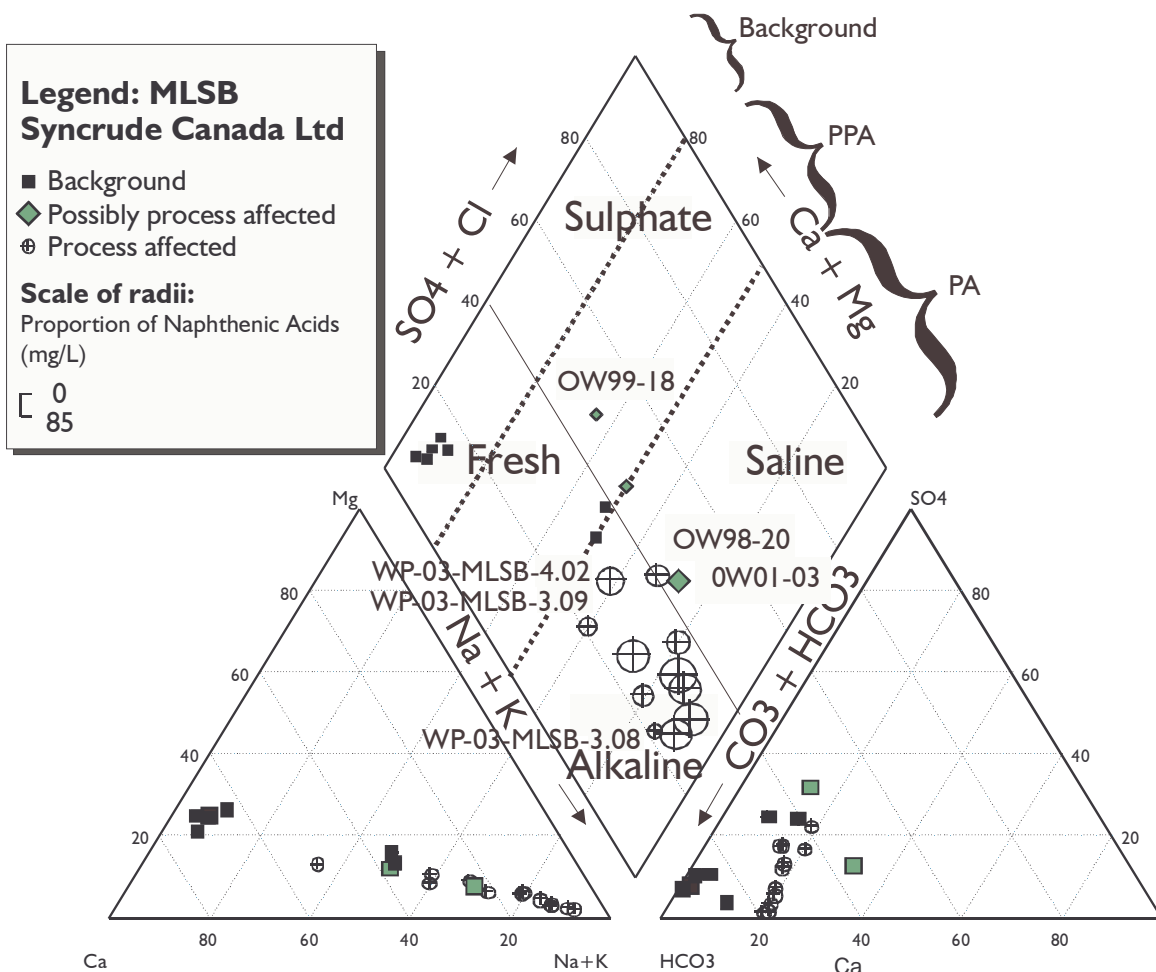 Background
PPA
PA
Legend: MLSB
Syncrude Canada Ltd
Background
Possibly process affected
Process affected
Scale of radii:
Proportion of Naphthenic Acids
(mg/L)
0
85
SO4 + Cl
Ca + Mg
80
80
60
60
40
40
20
20
Sulphate
OW99-18
Fresh
Saline
OW98-20
0W01-03
WP-03-MLSB-4.02
WP-03-MLSB-3.09
WP-03-MLSB-3.08
Alkaline
Na + K
CO3 + HCO3
Mg
80
60
40
20
80
60
40
20
Ca
Na+K
SO4
80
60
40
20
20
40
60
80
HCO3
Ca